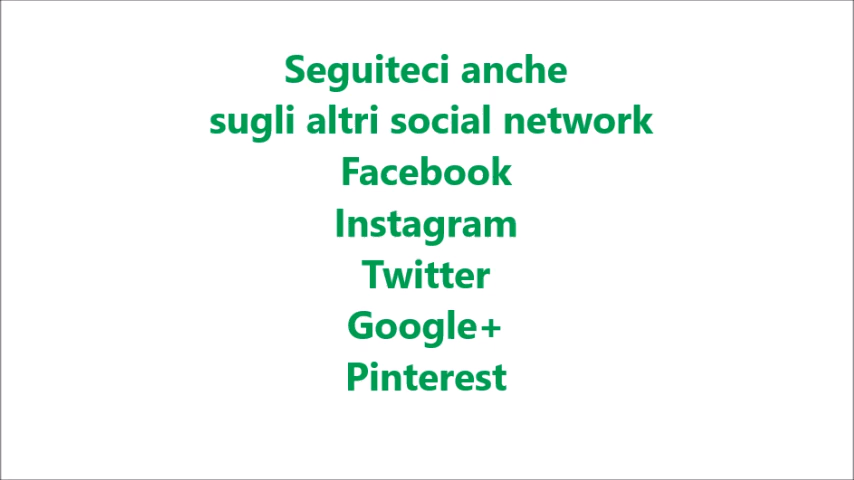 Seguiteci anche
sugli altri social network
Facebook
Instagram
Twitter
Google+
Pinterest